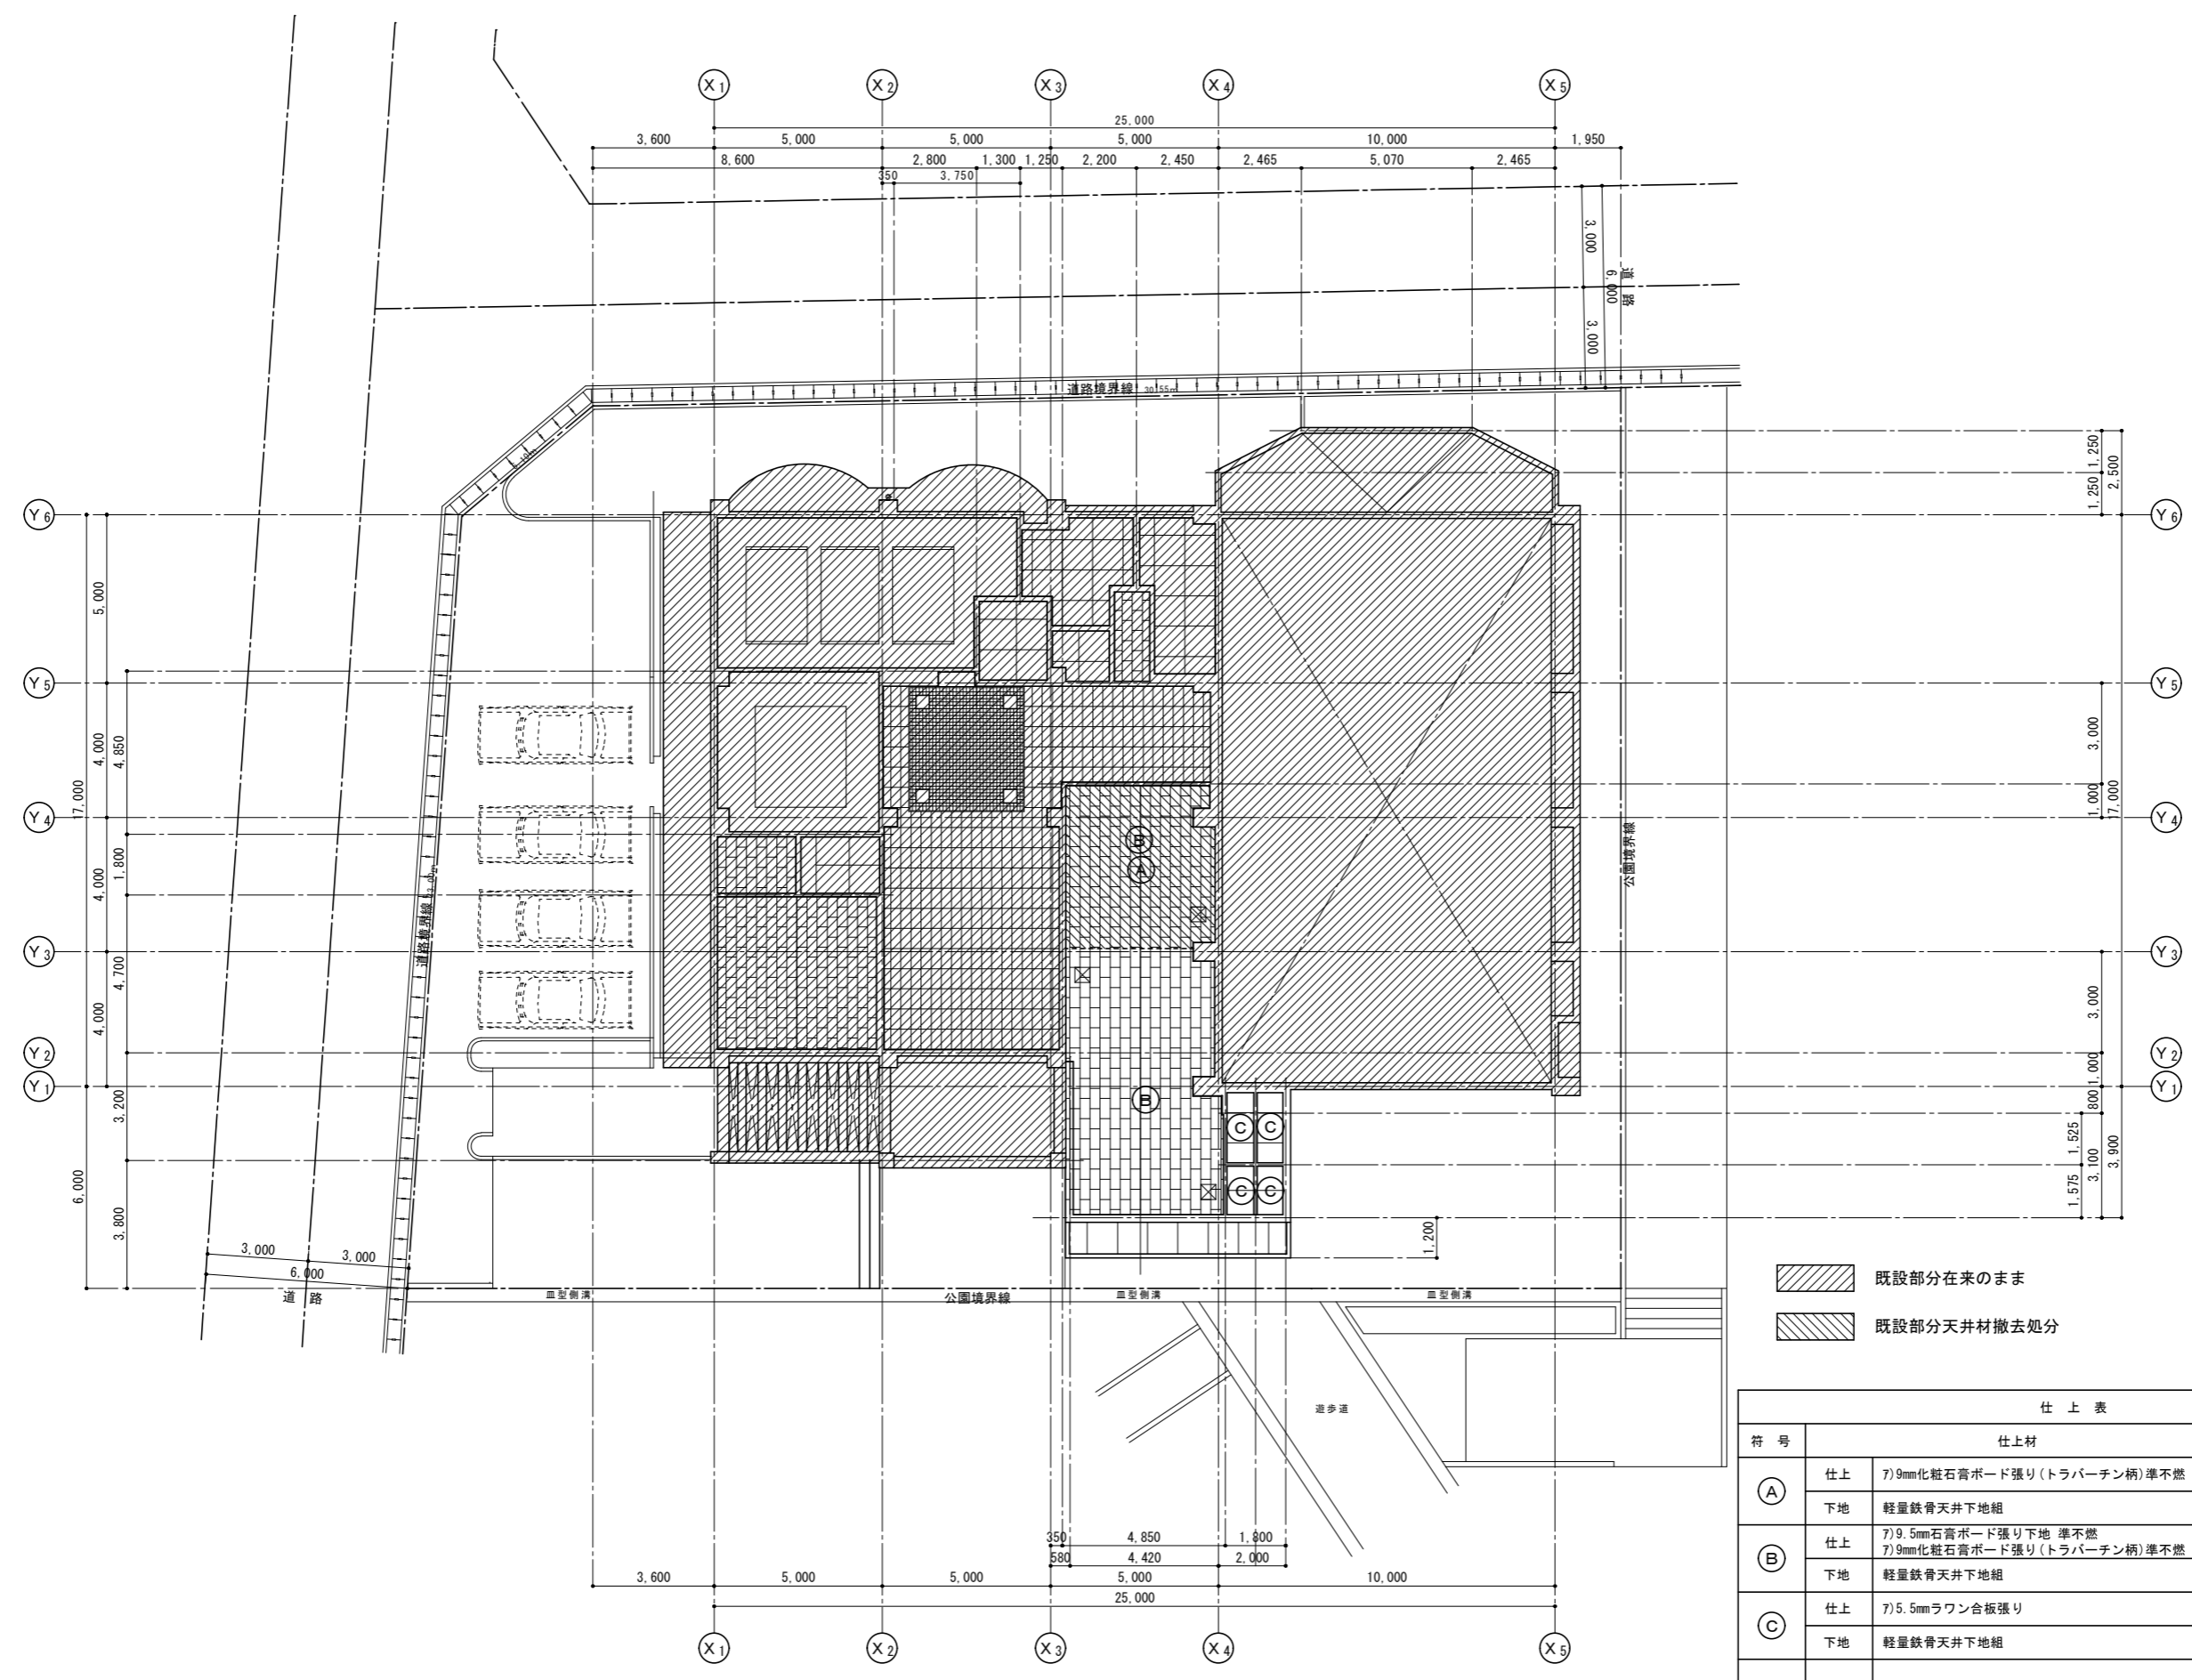 X1 X2 X3 X4 X5
25,000
3,600 5,000 5,000 5,000 10,000 1,950
8,600 2,800 1,300 1,250 2,200 2,450 2,465 5,070 2,465
350 3,750
3,000
6,000
道路
3,000
道路境界線 30.55m
1,250
2,500
1,250
Y6 Y6
5,000
Y5 Y5
4,000
4,850
17,000
3,000
1,000
17,000
Y4 Y4
1,800
4,000
公園境界線
B
A
道路境界線
Y3 Y3
4,700
4,000
3,000
Y2 Y2
1,000
Y1 Y1
3,200
800
B
C C
C C
1,525
3,100
3,900
1,575
6,000
3,800
1,200
3,000 3,000
6,000
道 路
皿型側溝 公園境界線 皿型側溝 皿型側溝
既設部分在来のまま
既設部分天井材撤去処分
遊歩道
仕 上 表
符 号 仕上材
A 仕上 ｱ)9mm化粧石膏ボード張り(トラバーチン柄)準不燃
下地 軽量鉄骨天井下地組
B 仕上 ｱ)9.5mm石膏ボード張り下地 準不燃
ｱ)9mm化粧石膏ボード張り(トラバーチン柄)準不燃
下地 軽量鉄骨天井下地組
C 仕上 ｱ)5.5mmラワン合板張り
下地 軽量鉄骨天井下地組
350 4,850 1,800
580 4,420 2,000
3,600 5,000 5,000 5,000 10,000
25,000
X1 X2 X3 X4 X5